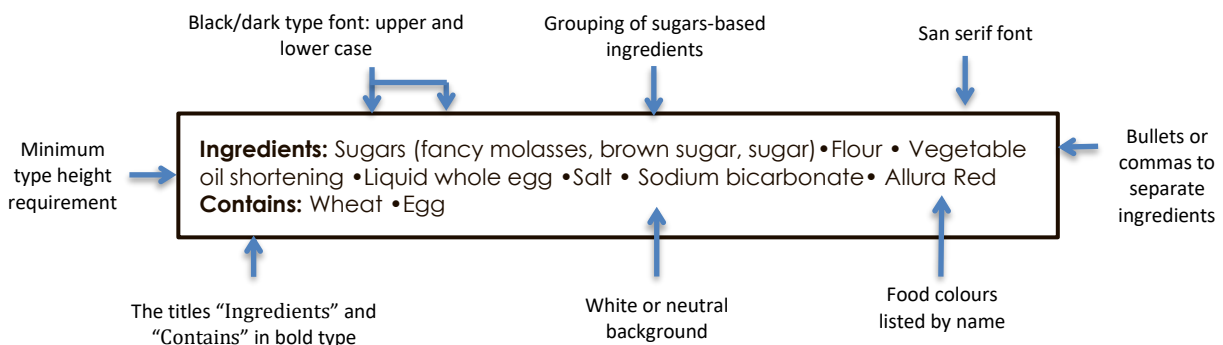 Black/dark type font: upper and
lower case
Grouping of sugars-based
ingredients
San serif font
Minimum
type height
requirement
Ingredients: Sugars (fancy molasses, brown sugar, sugar)•Flour • Vegetable
oil shortening •Liquid whole egg •Salt • Sodium bicarbonate• Allura Red
Contains: Wheat •Egg
Bullets or
commas to
separate
ingredients
The titles “Ingredients” and
“Contains” in bold type
White or neutral
background
Food colours
listed by name